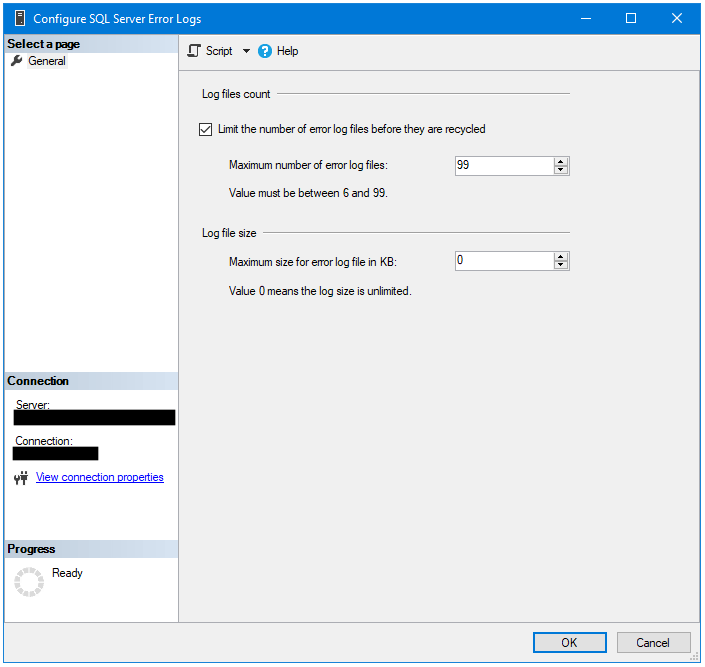 Configure SQL Server Error Logs
Select a page
General
Script
Help
Log files count
Limit the number of error log files before they are recycled
Maximum number of error log files:
99
Value must be between 6 and 99.
Log file size
Maximum size for error log file in KB:
0
Value 0 means the log size is unlimited.
Connection
Server:
Connection:
View connection properties
Progress
Ready
OK
Cancel